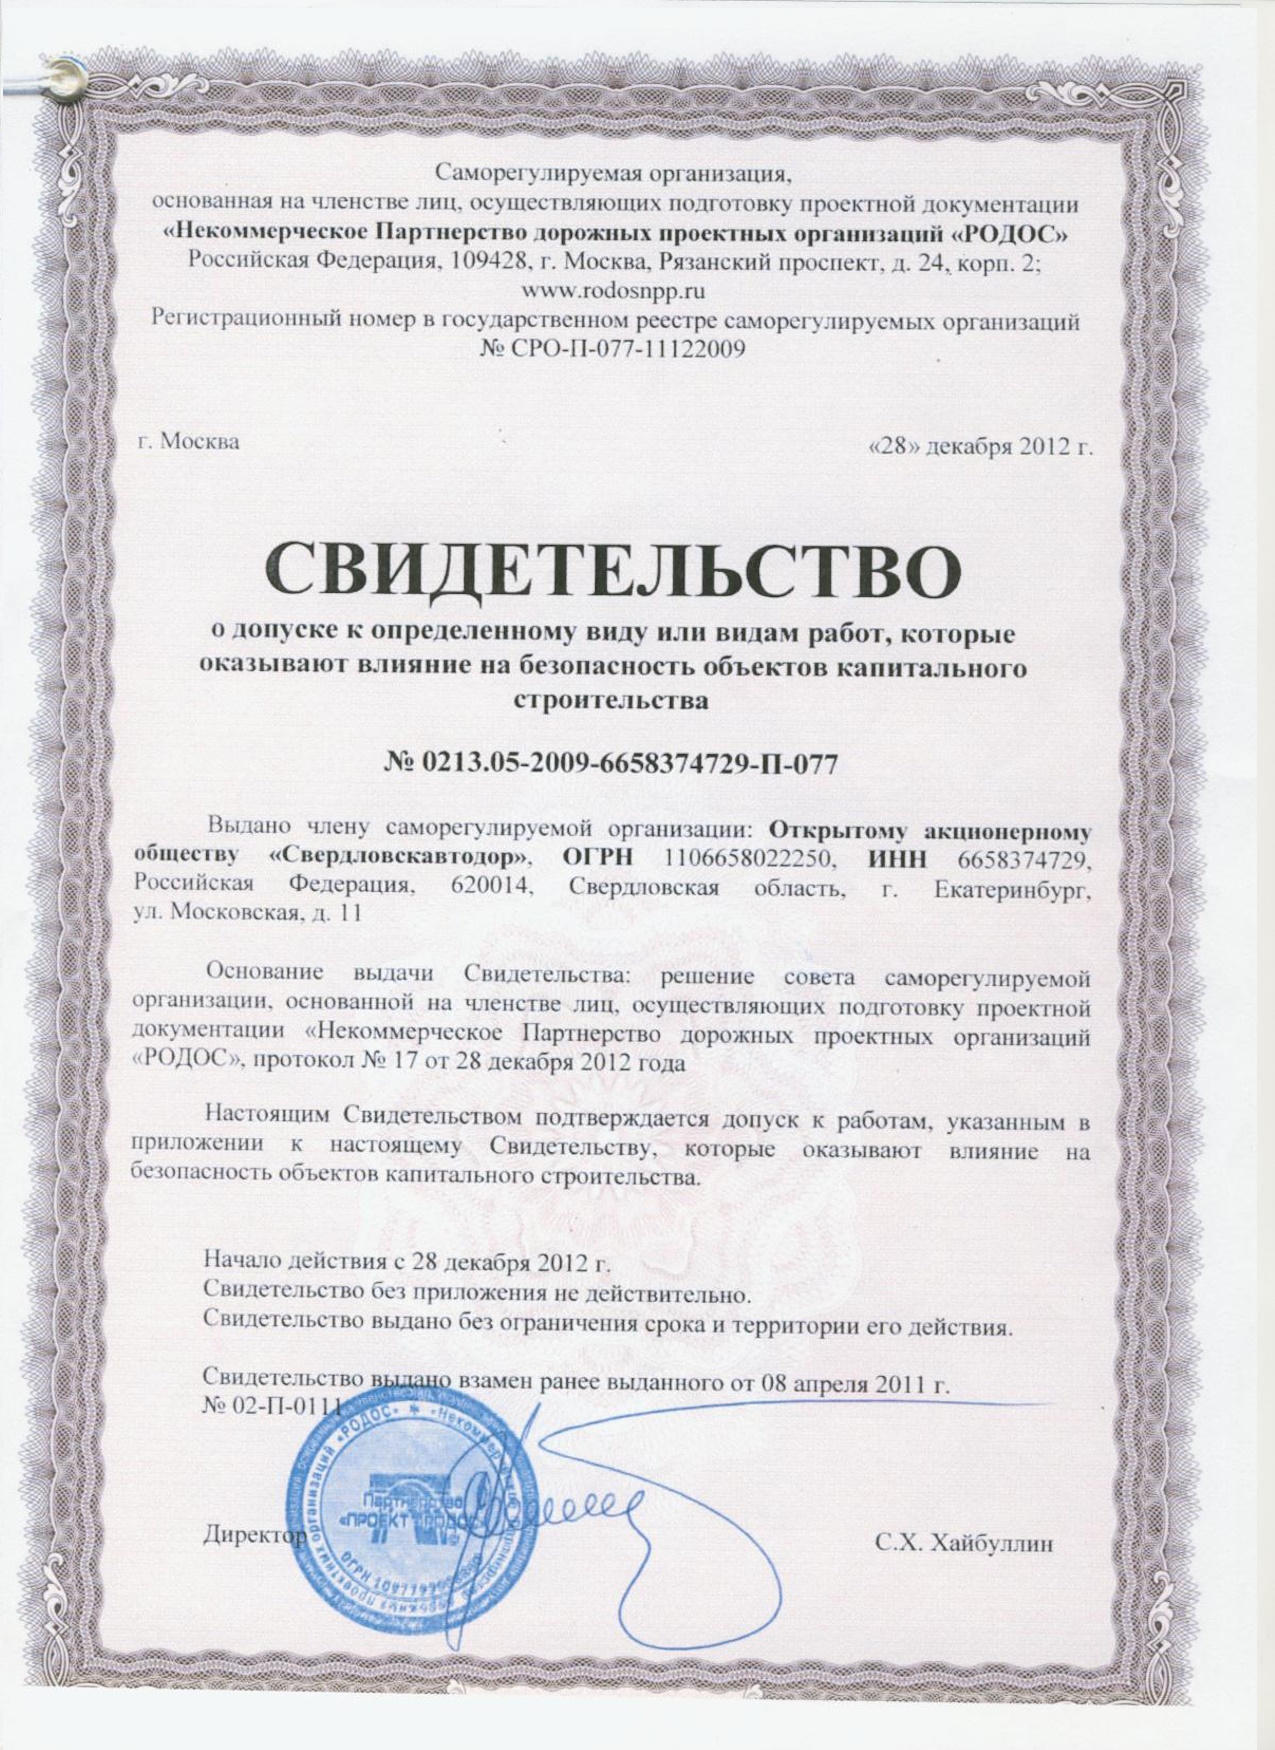 Саморегулируемая организация,
основанная на членстве лиц, осуществляющих подготовку проектной документации
«Некоммерческое Партнерство дорожных проектных организаций «РОДОС»
Российская Федерация, 109428, г. Москва, Рязанский проспект, д. 24, корп. 2;
www.rodosnpp.ru
Регистрационный номер в государственном реестре саморегулируемых организаций
№ СРО-П-077-11122009
г. Москва
«28» декабря 2012 г.
СВИДЕТЕЛЬСТВО
о допуске к определенному виду или видам работ, которые
оказывают влияние на безопасность объектов капитального
строительства
№ 0213.05-2009-6658374729-П-077
Выдано члену саморегулируемой организации: Открытому акционерному
обществу «Свердловскавтодор», ОГРН 1106658022250, ИНН 6658374729,
Российская Федерация, 620014, Свердловская область, г. Екатеринбург,
ул. Московская, д. 11
Основание выдачи Свидетельства: решение совета саморегулируемой
организации, основанной на членстве лиц, осуществляющих подготовку проектной
документации «Некоммерческое Партнерство дорожных проектных организаций
«РОДОС», протокол № 17 от 28 декабря 2012 года
Настоящим Свидетельством подтверждается допуск к работам, указанным в
приложении к настоящему Свидетельству, которые оказывают влияние на
безопасность объектов капитального строительства.
Начало действия с 28 декабря 2012 г.
Свидетельство без приложения не действительно.
Свидетельство выдано без ограничения срока и территории его действия.
Свидетельство выдано взамен ранее выданного от 08 апреля 2011 г.
№ 02-П-0111
Директор
С.Х. Хайбуллин
организаций «РОДОС» * «Некоммер
Партнерство
«ПРОЕКТ
ОГРН